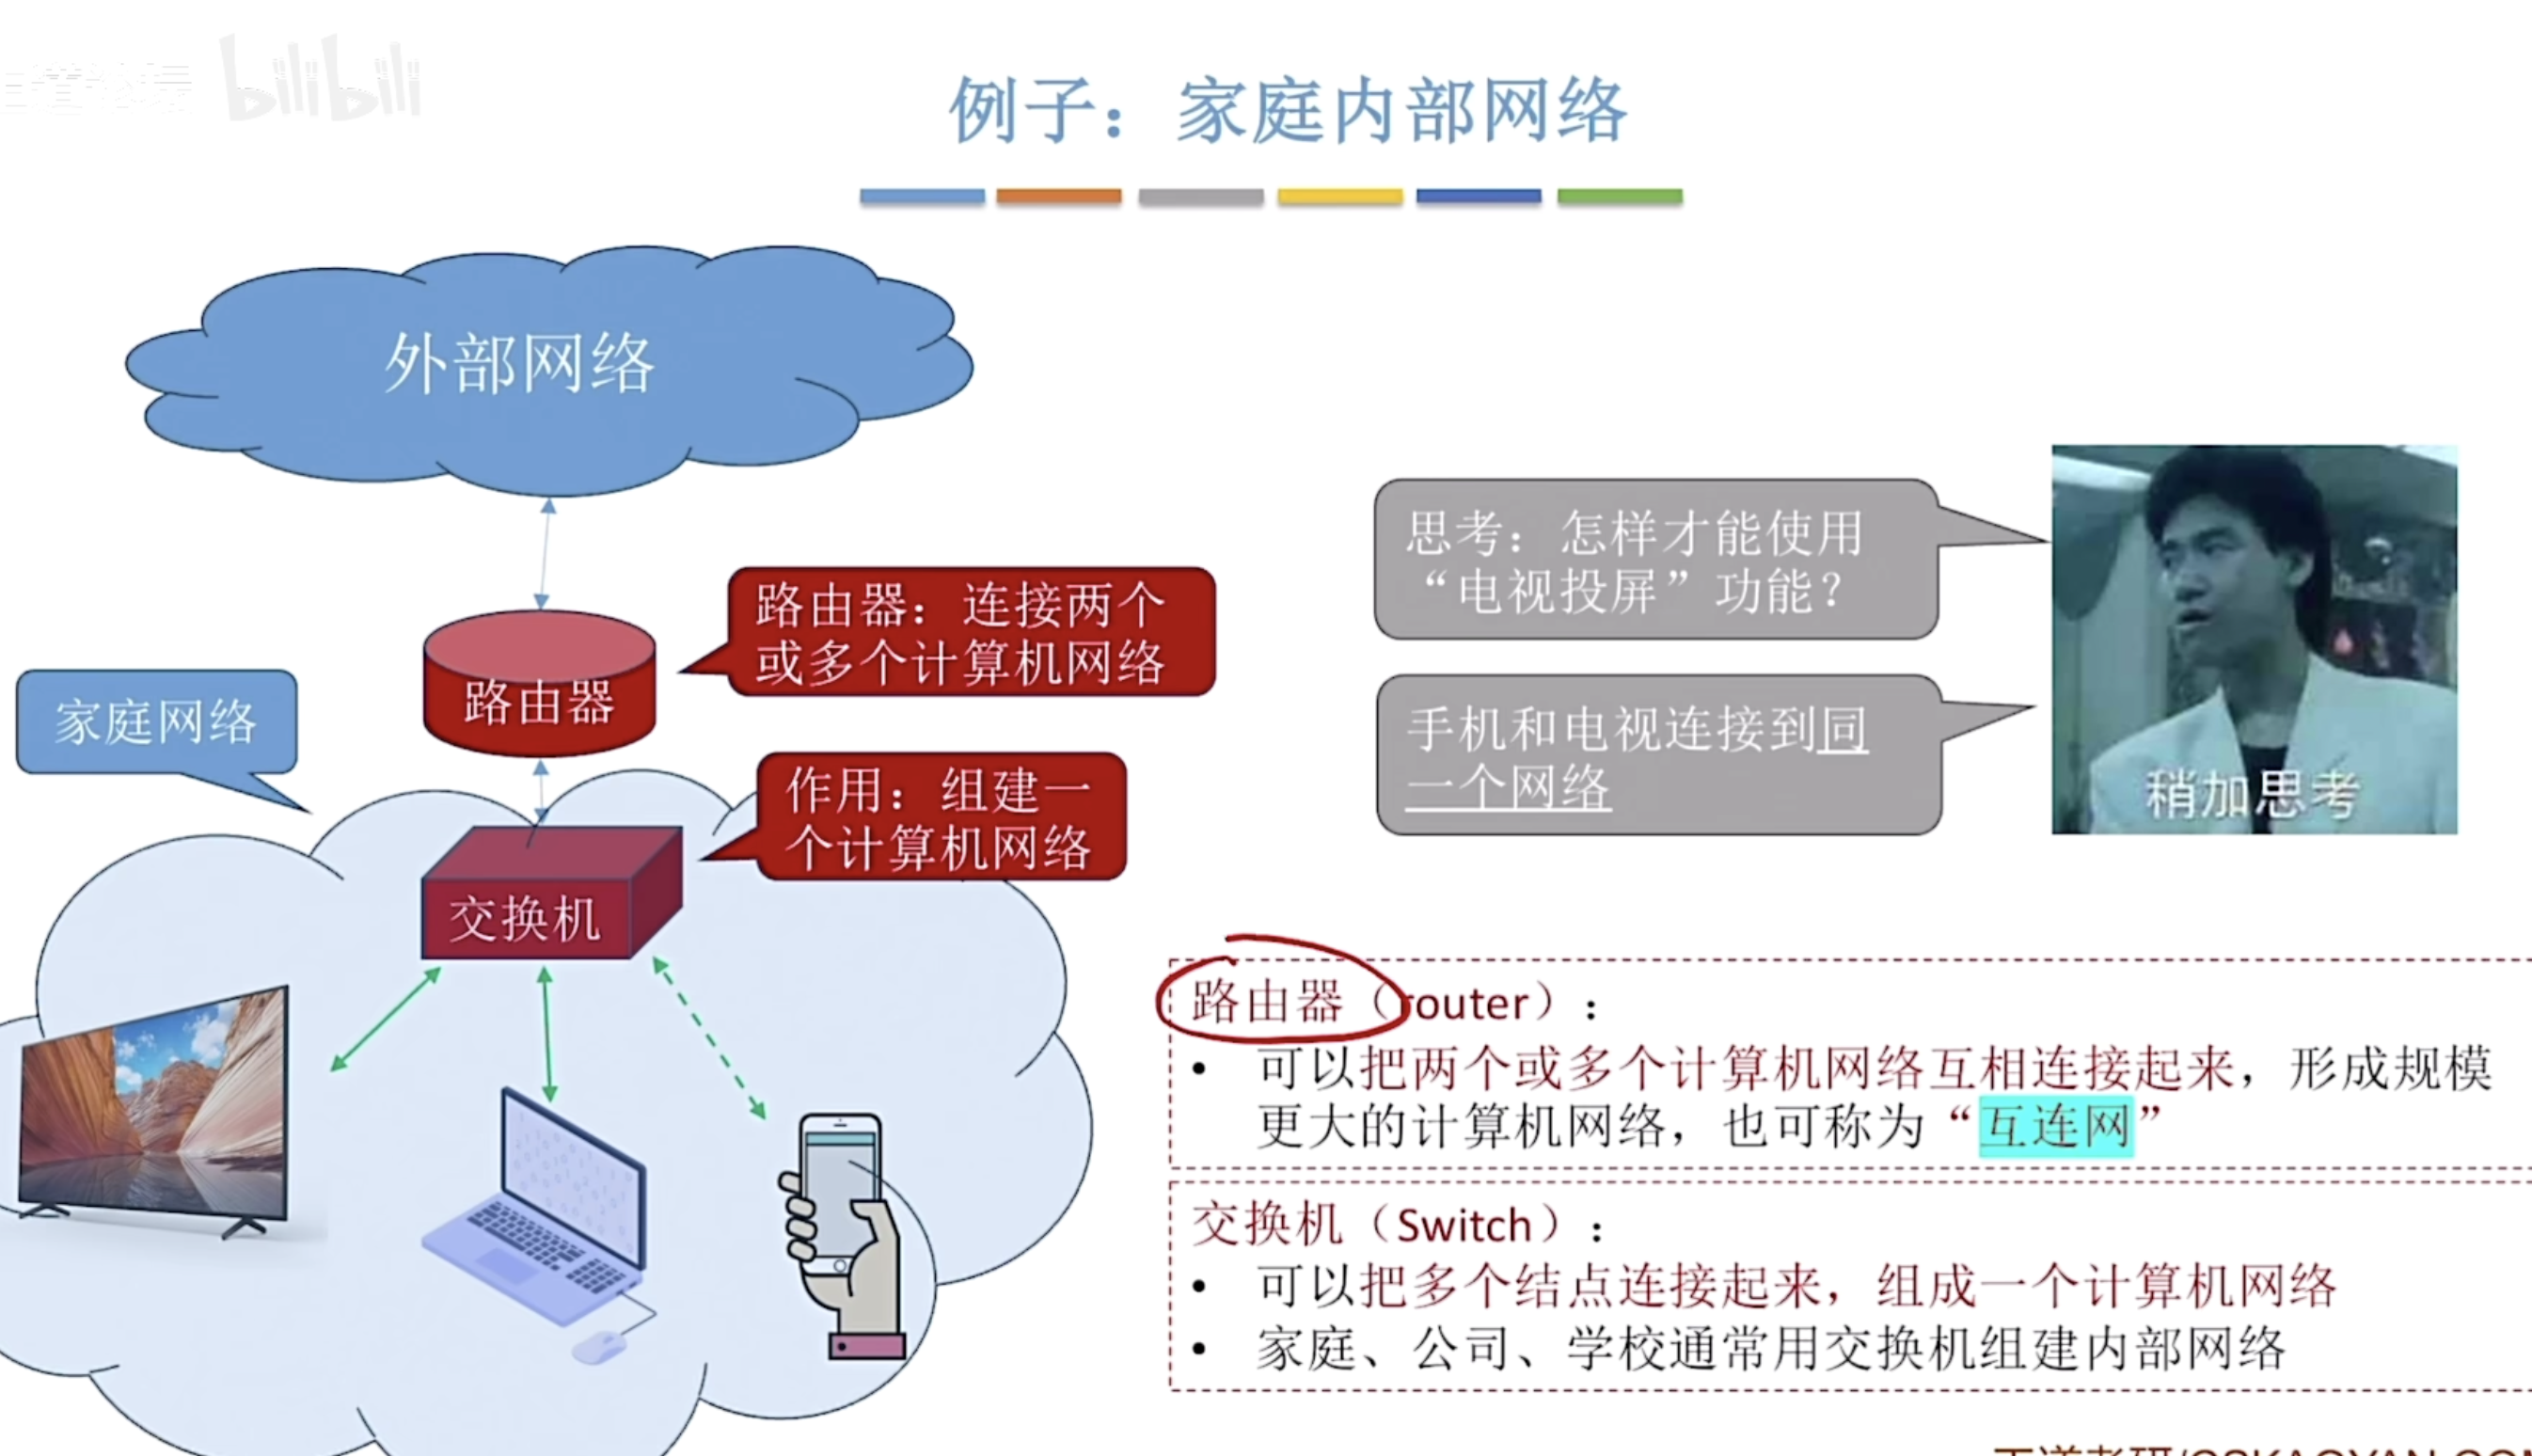 bilibili
例子：家庭内部网络
外部网络
路由器：连接两个
或多个计算机网络
路由器
家庭网络
作用：组建一
个计算机网络
交换机
思考：怎样才能使用
“电视投屏”功能？
手机和电视连接到同
一个网络
稍加思考
路由器（router）：
• 可以把两个或多个计算机网络互相连接起来，形成规模
更大的计算机网络，也可称为“互连网”
交换机（Switch）：
• 可以把多个结点连接起来，组成一个计算机网络
• 家庭、公司、学校通常用交换机组建内部网络